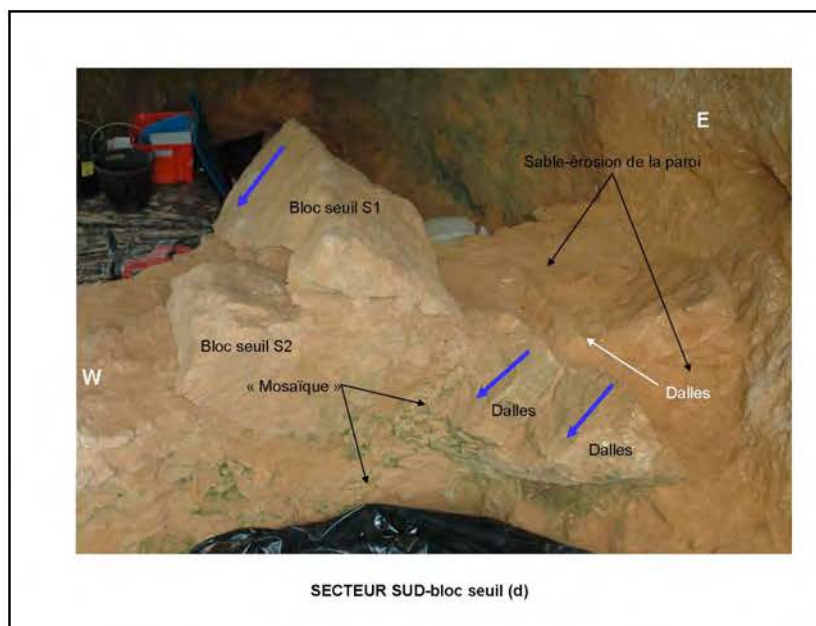 E
Sable-érosion de la paroi
Bloc seuil S1
Bloc seuil S2
W
« Mosaïque »
Dalles
Dalles
Dalles
SECTEUR SUD-bloc seuil (d)